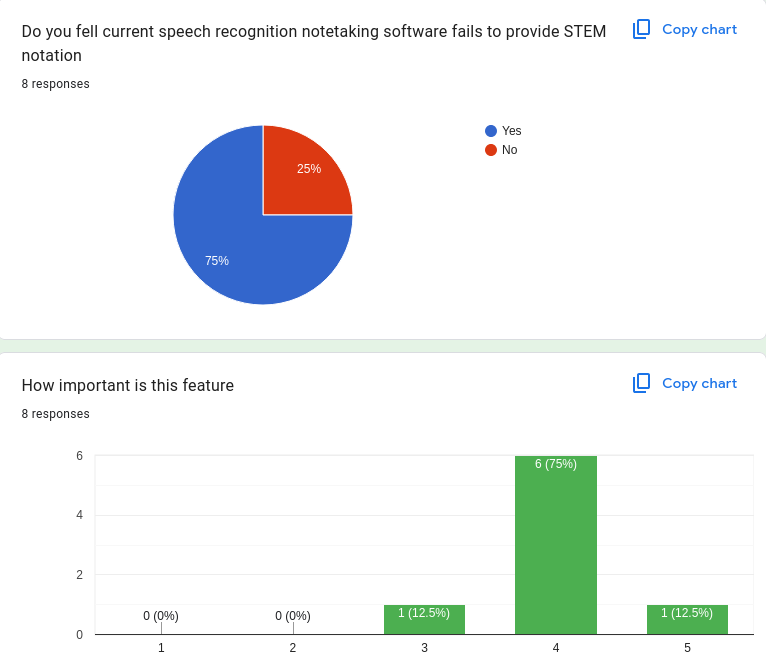 Do you fell current speech recognition notetaking software fails to provide STEM
notation
Copy chart
8 responses
Yes
No
25%
75%
How important is this feature
Copy chart
8 responses
6
4
2
0
0 (0%)
0 (0%)
1 (12.5%)
6 (75%)
1 (12.5%)
1
2
3
4
5